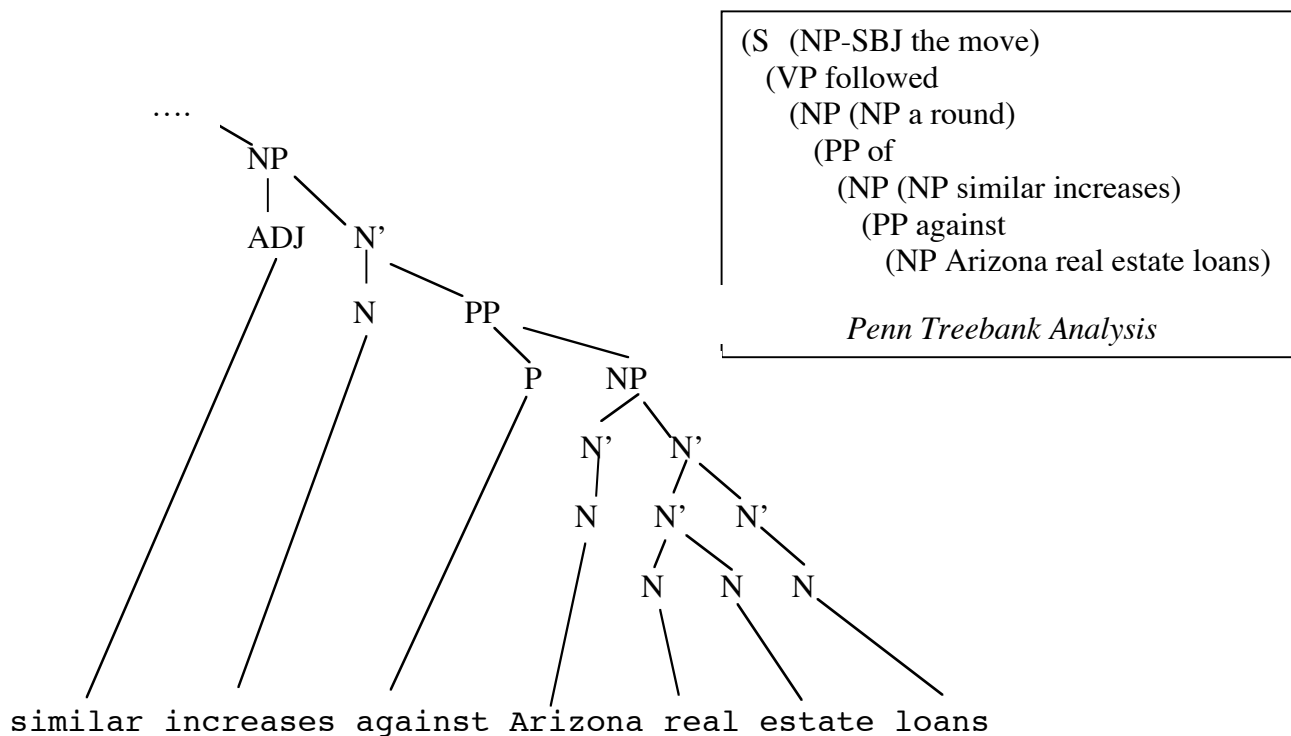 (S (NP-SBJ the move)
(VP followed
(NP (NP a round)
(PP of
(NP (NP similar increases)
(PP against
(NP Arizona real estate loans)
Penn Treebank Analysis
….
NP
ADJ N’
N PP
P NP
N’ N’
N N’ N’
N N N
similar increases against Arizona real estate loans